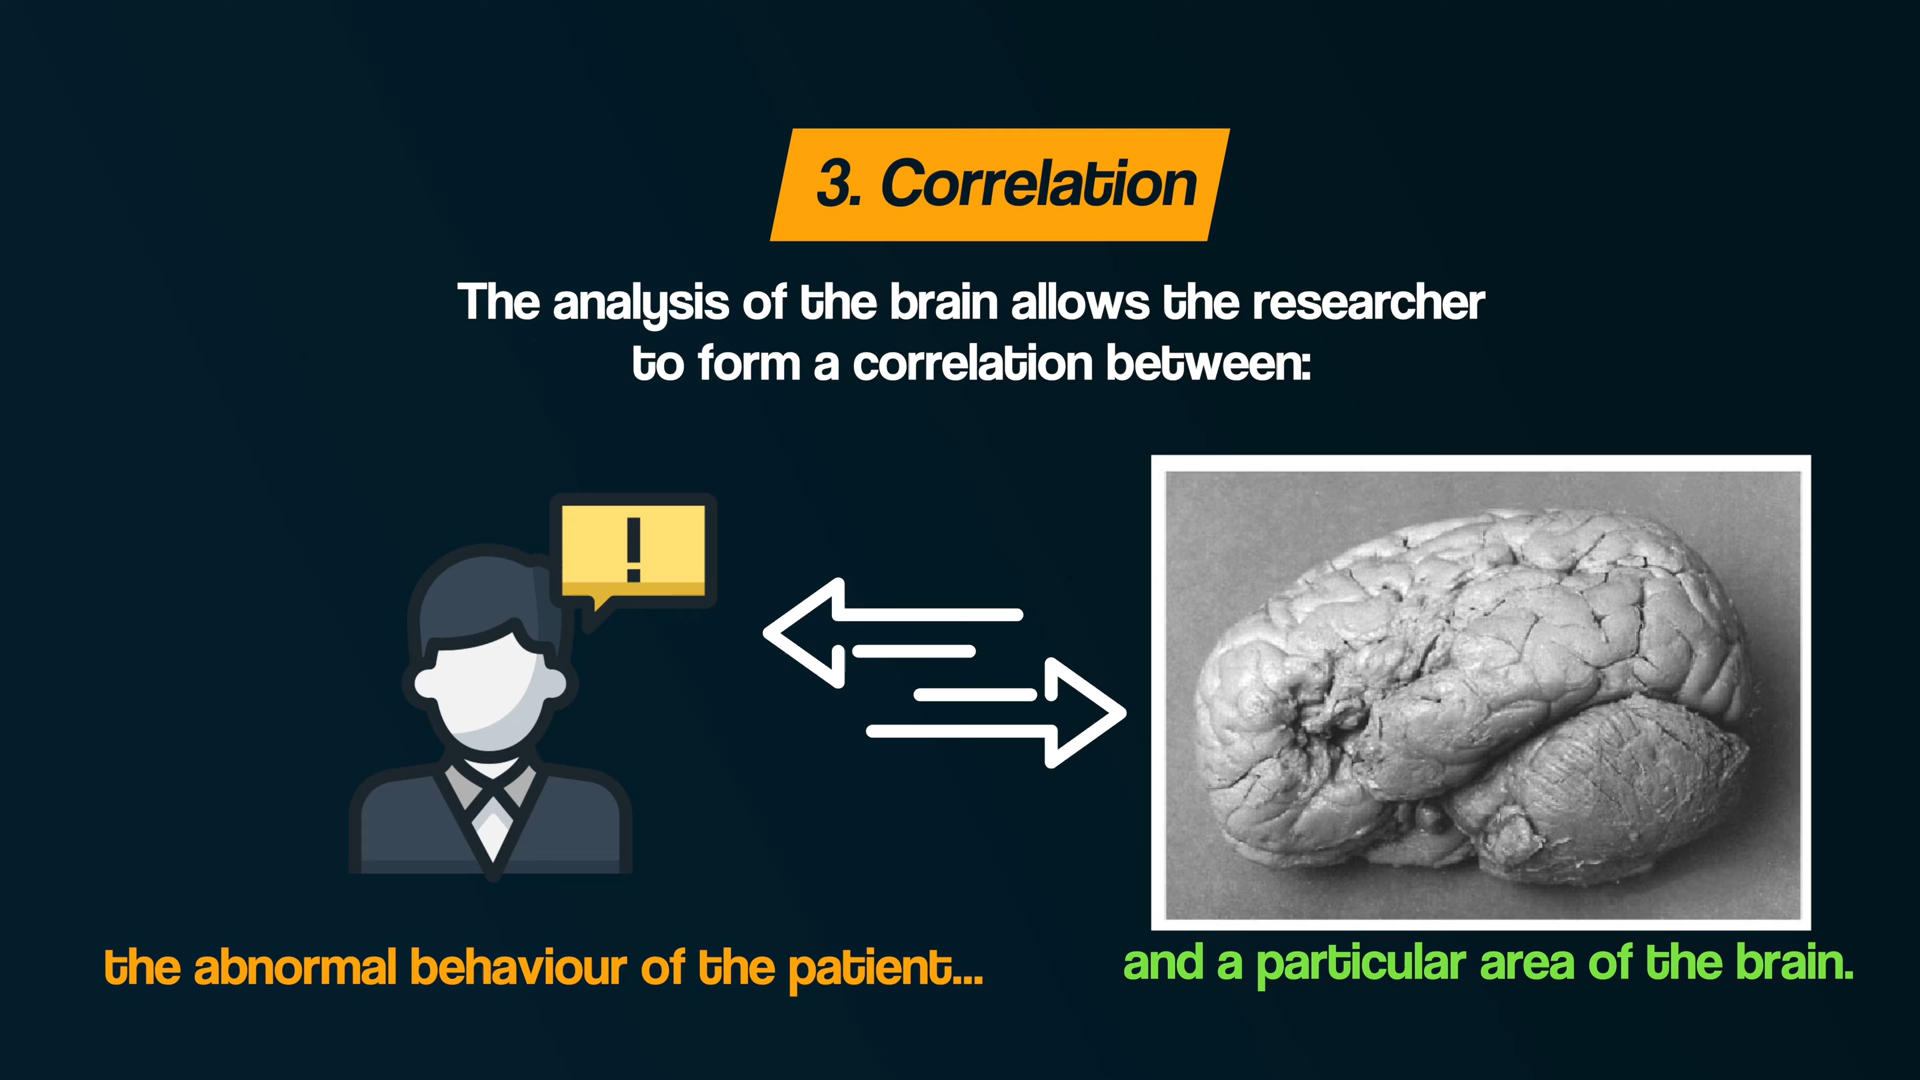 3. Correlation
The analysis of the brain allows the researcher
to form a correlation between:
!
the abnormal behaviour of the patient...
and a particular area of the brain.